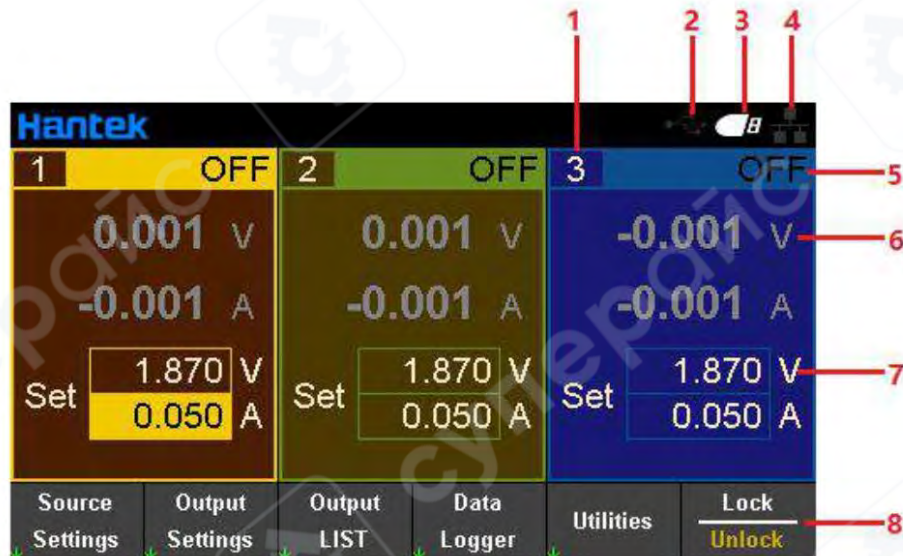 1 2 3 4
Hantek
8
1 OFF 2 OFF 3 OFF
5
0.001 V 0.001 V -0.001 V
6
-0.001 A -0.001 A -0.001 A
Set 1.870 V Set 1.870 V Set 1.870 V
7
0.050 A 0.050 A 0.050 A
Source Settings
Output Settings
Output LIST
Data Logger
Utilities
Lock
Unlock
8
суперайс